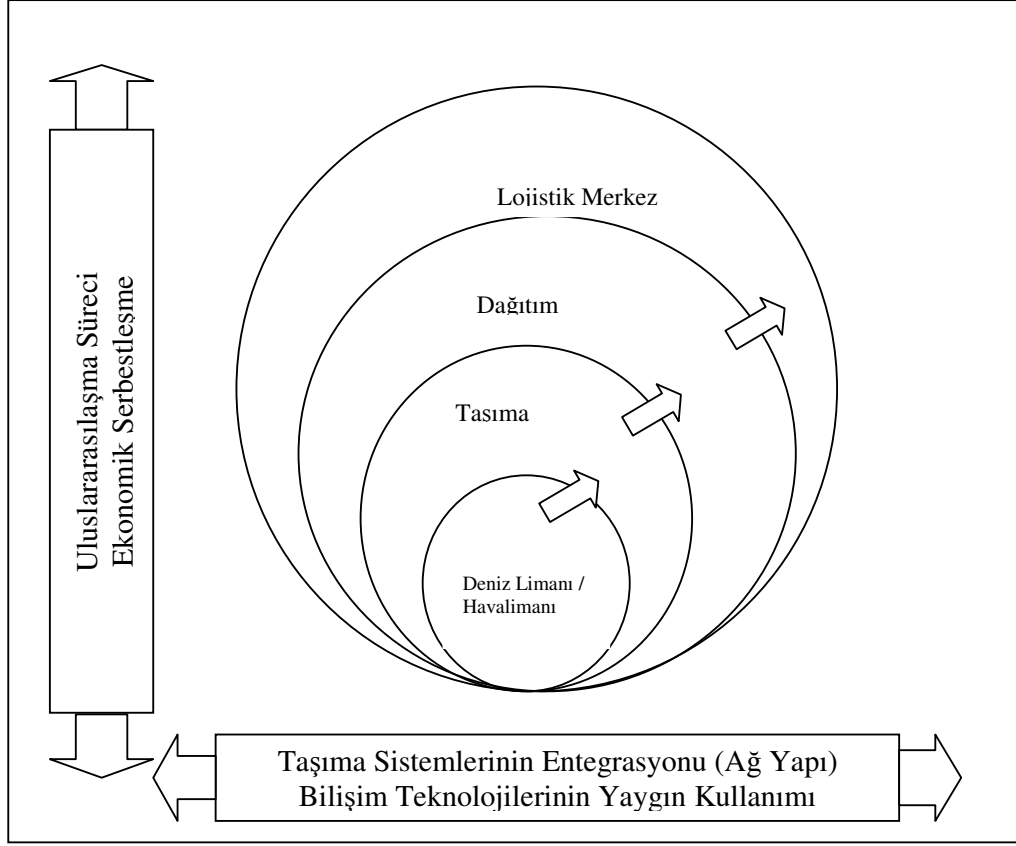 Lojistik Merkez
Dağıtım
Tasıma
Deniz Limanı /
Havalimanı
Uluslararasılaşma Süreci
Ekonomik Serbestleşme
Taşıma Sistemlerinin Entegrasyonu (Ağ Yapı)
Bilişim Teknolojilerinin Yaygın Kullanımı